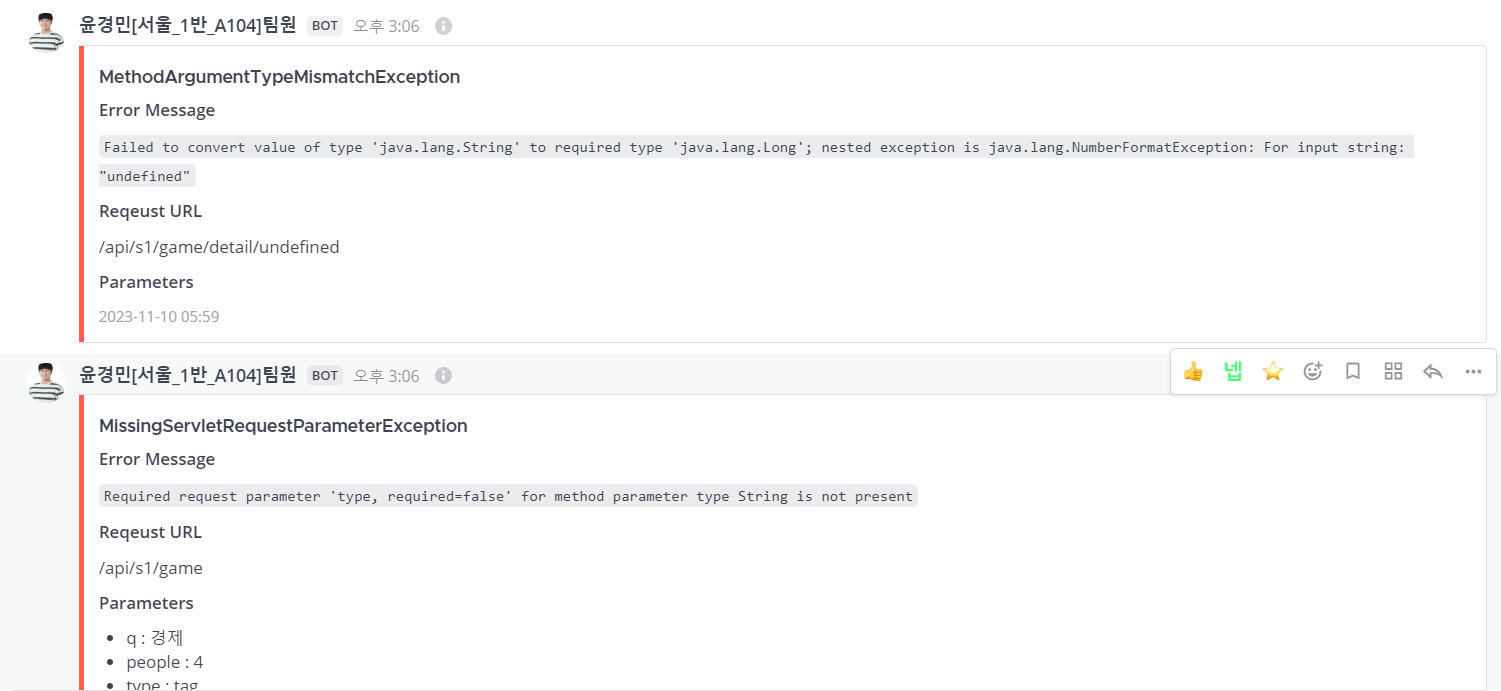 윤경민[서울_1반_A104]팀원 BOT 오후 3:06
MethodArgumentTypeMismatchException
Error Message
Failed to convert value of type 'java.lang.String' to required type 'java.lang.Long'; nested exception is java.lang.NumberFormatException: For input string:
"undefined"
Reqeust URL
/api/s1/game/detail/undefined
Parameters
2023-11-10 05:59
윤경민[서울_1반_A104]팀원 BOT 오후 3:06
넵
MissingServletRequestParameterException
Error Message
Required request parameter 'type, required=false' for method parameter type String is not present
Reqeust URL
/api/s1/game
Parameters
• q : 경제
• people : 4
• type : tag